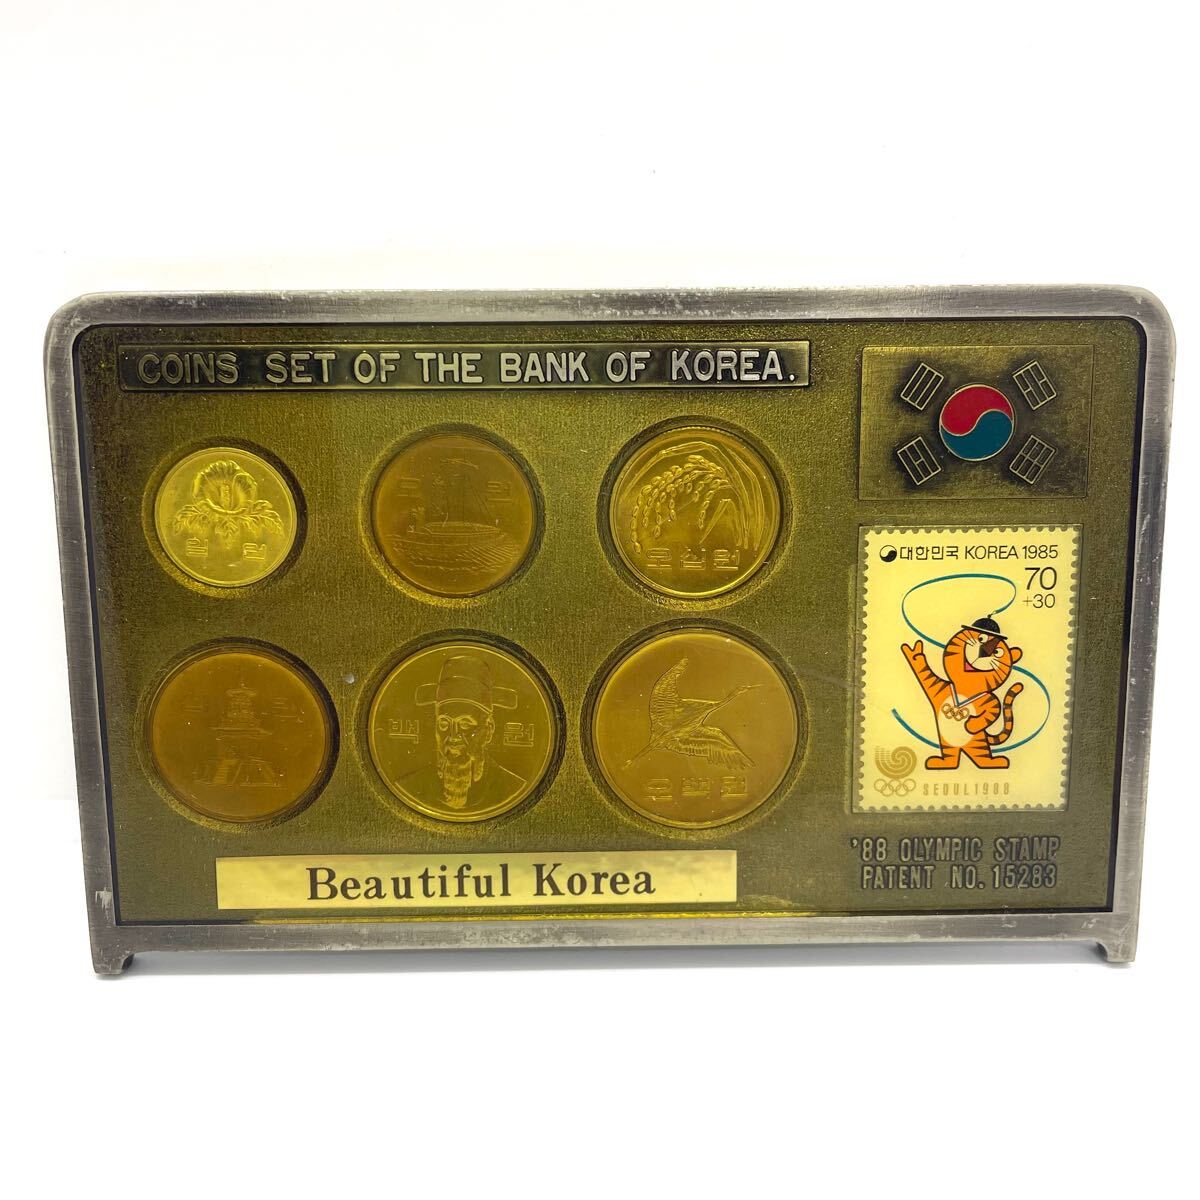 COINS SET OF THE BANK OF KOREA.
일 원
오 원
오십원
십 원
백 원
오백원
Beautiful Korea
대한민국 KOREA 1985
70
+30
SEOUL 1988
'88 OLYMPIC STAMP
PATENT NO. 15283